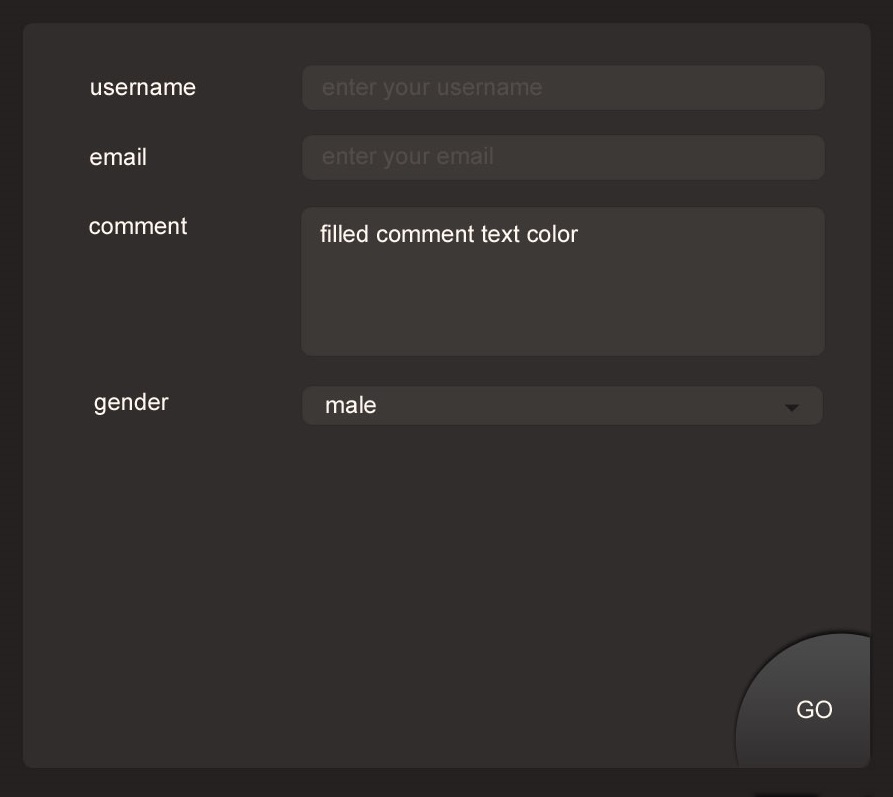 username
enter your username
email
enter your email
comment
filled comment text color
gender
male
GO